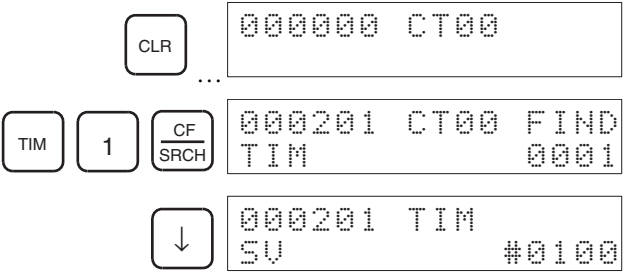 CLR
...
000000 CT00
TIM 1 CF SRCH
000201 CT00 FIND
TIM 0001
↓
000201 TIM
SV #0100